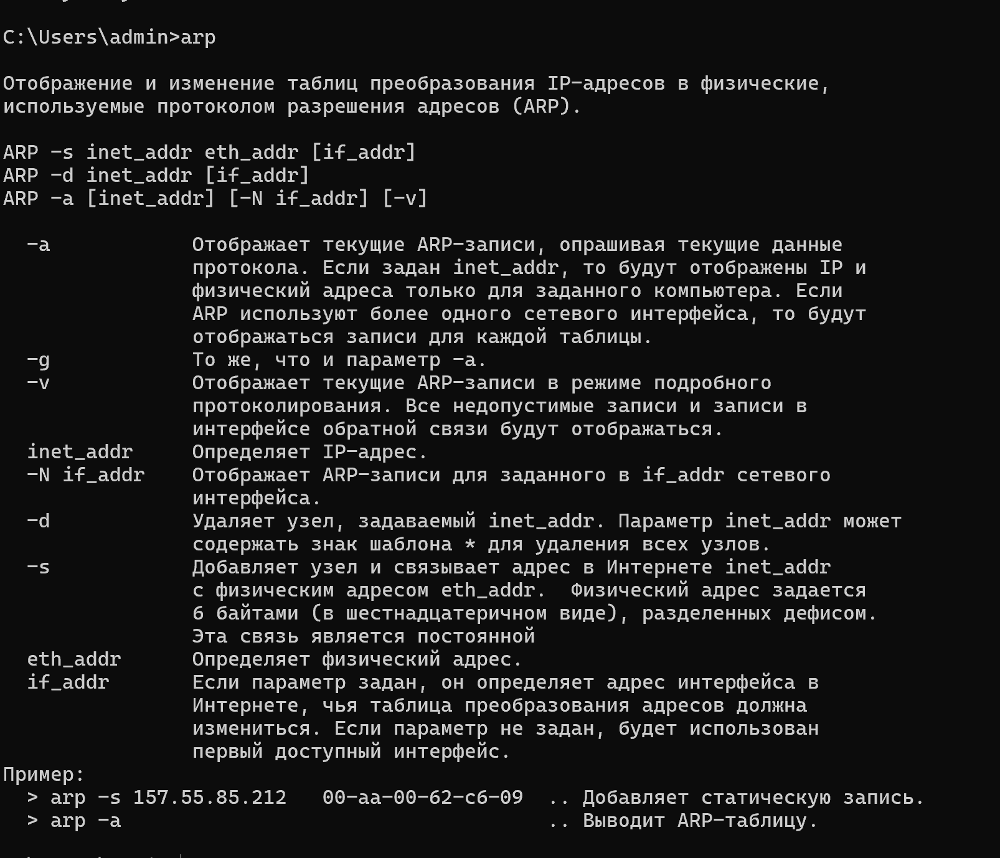 C:\Users\admin>arp
Отображение и изменение таблиц преобразования IP-адресов в физические,
используемые протоколом разрешения адресов (ARP).
ARP -s inet_addr eth_addr [if_addr]
ARP -d inet_addr [if_addr]
ARP -a [inet_addr] [-N if_addr] [-v]
-a Отображает текущие ARP-записи, опрашивая текущие данные
протокола. Если задан inet_addr, то будут отображены IP и
физический адреса только для заданного компьютера. Если
ARP используют более одного сетевого интерфейса, то будут
отображаться записи для каждой таблицы.
-g То же, что и параметр -a.
-v Отображает текущие ARP-записи в режиме подробного
протоколирования. Все недопустимые записи и записи в
интерфейсе обратной связи будут отображаться.
inet_addr Определяет IP-адрес.
-N if_addr Отображает ARP-записи для заданного в if_addr сетевого
интерфейса.
-d Удаляет узел, задаваемый inet_addr. Параметр inet_addr может
содержать знак шаблона * для удаления всех узлов.
-s Добавляет узел и связывает адрес в Интернете inet_addr
с физическим адресом eth_addr.  Физический адрес задается
6 байтами (в шестнадцатеричном виде), разделенных дефисом.
Эта связь является постоянной
eth_addr Определяет физический адрес.
if_addr Если параметр задан, он определяет адрес интерфейса в
Интернете, чья таблица преобразования адресов должна
измениться. Если параметр не задан, будет использован
первый доступный интерфейс.
Пример:
> arp -s 157.55.85.212   00-aa-00-62-c6-09  .. Добавляет статическую запись.
> arp -a .. Выводит ARP-таблицу.